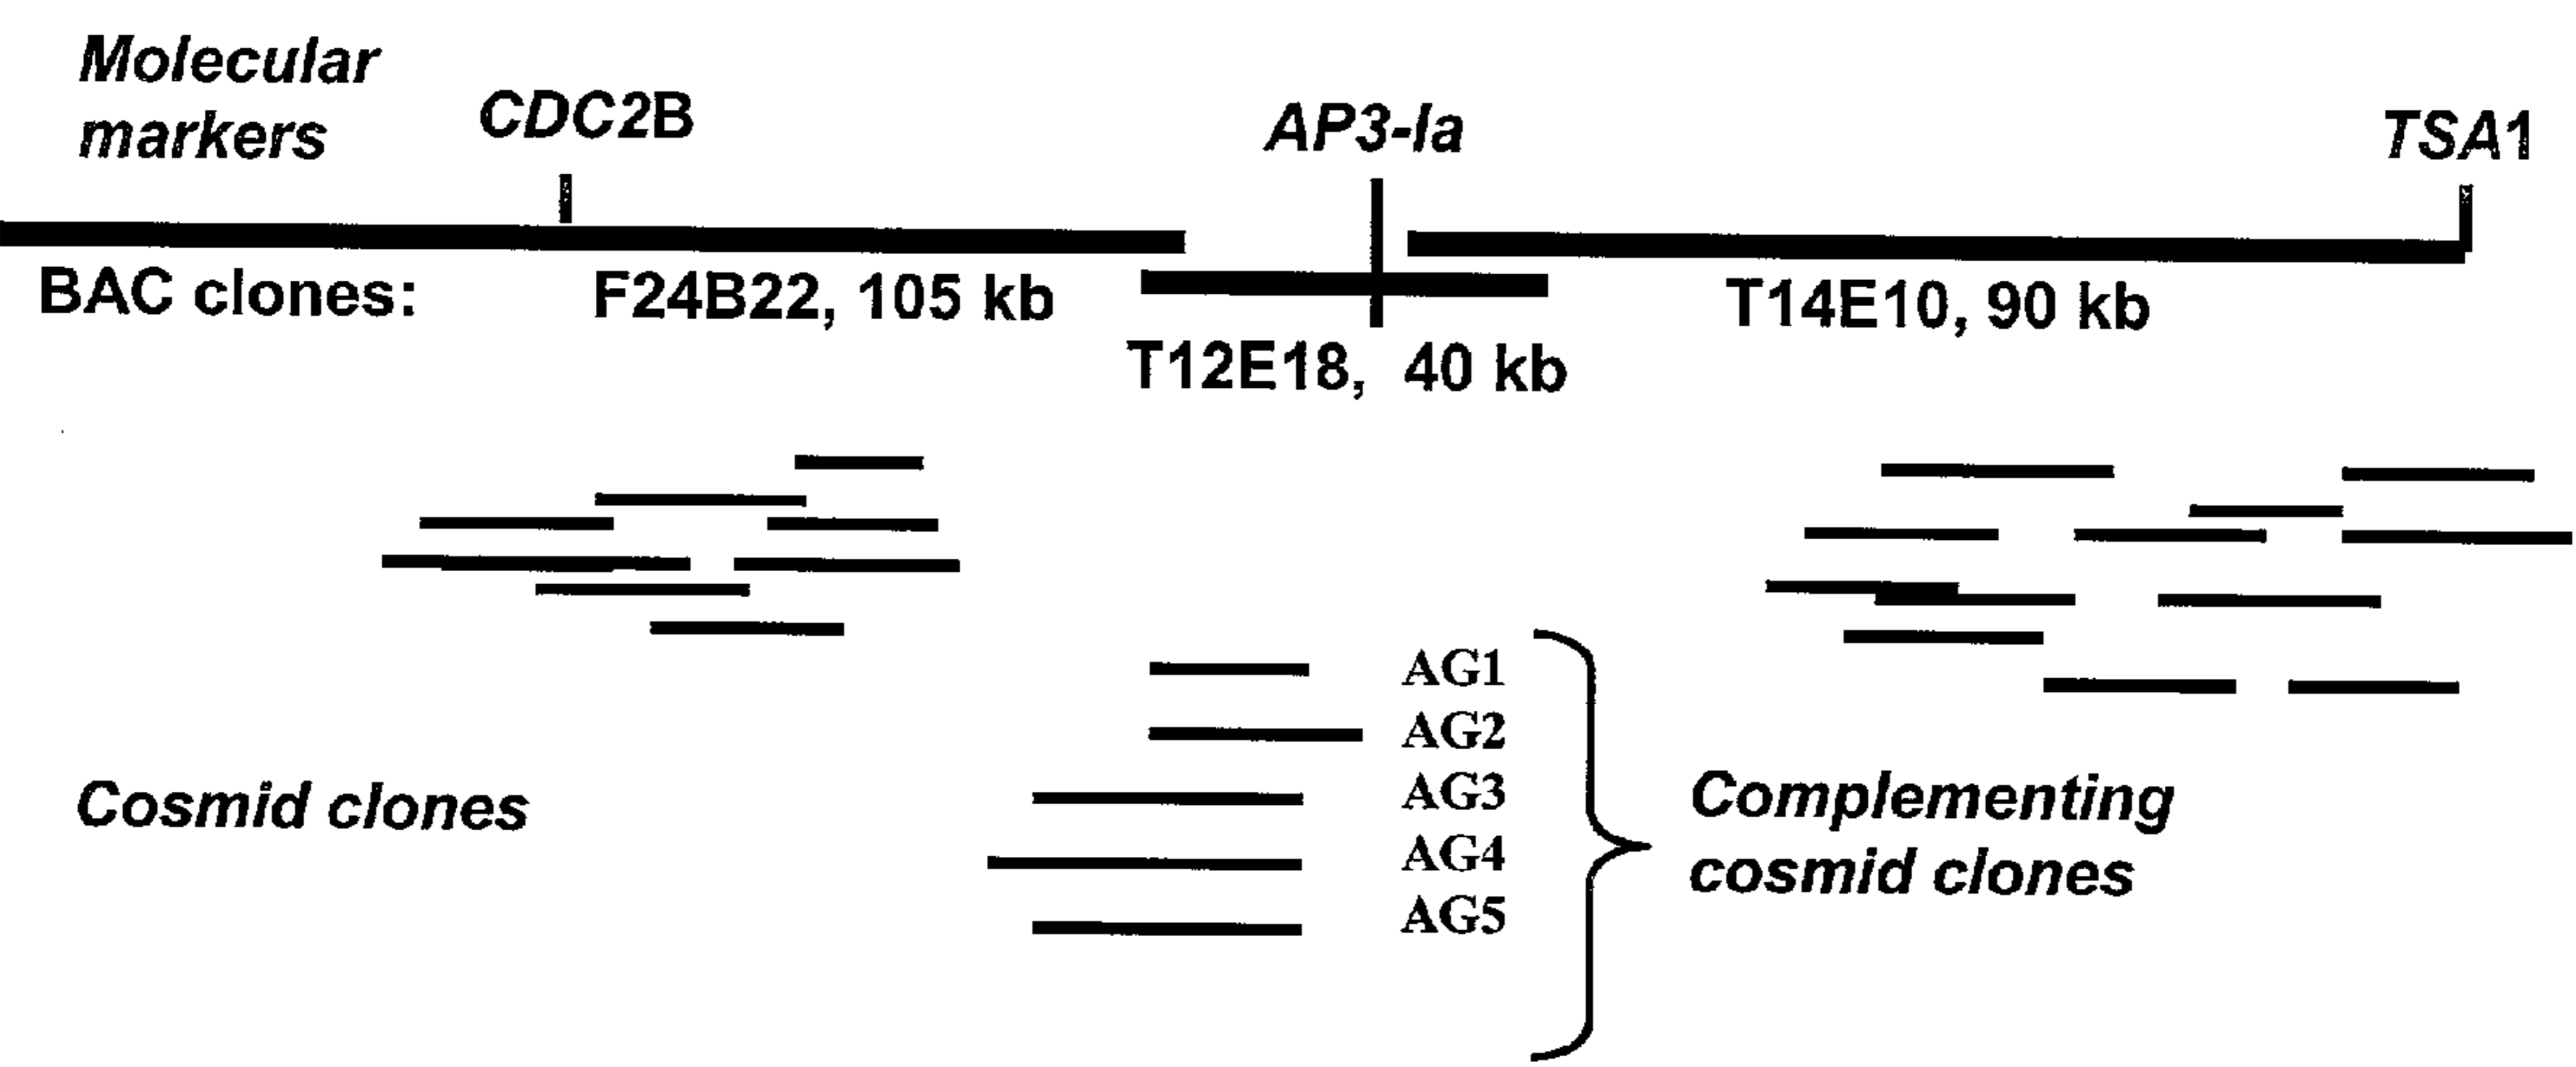 Molecular
markers
CDC2B
AP3-Ia
TSA1
BAC clones:
F24B22, 105 kb
T14E10, 90 kb
T12E18, 40 kb
AG1
AG2
AG3
AG4
AG5
Cosmid clones
Complementing
cosmid clones